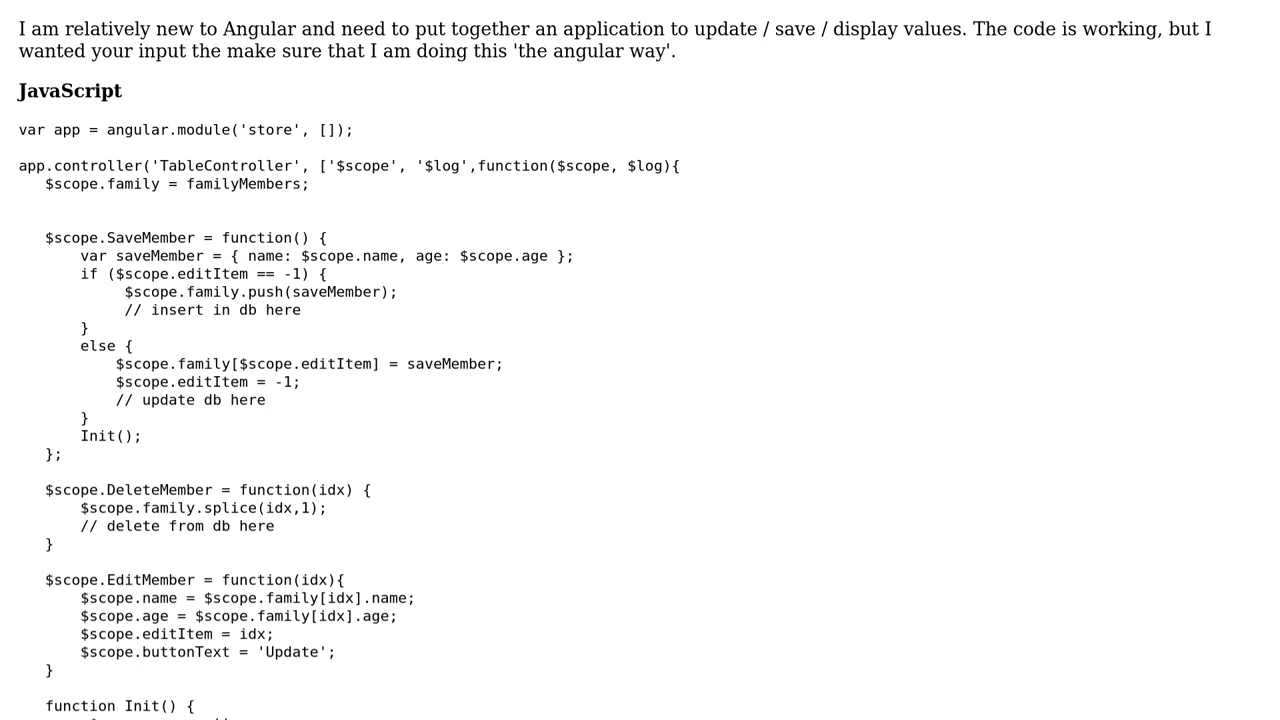 I am relatively new to Angular and need to put together an application to update / save / display values. The code is working, but I
wanted your input the make sure that I am doing this 'the angular way'.
JavaScript
var app = angular.module('store', []);
app.controller('TableController', ['$scope', '$log',function($scope, $log){
   $scope.family = familyMembers;
   $scope.SaveMember = function() {
       var saveMember = { name: $scope.name, age: $scope.age };
       if ($scope.editItem == -1) {
            $scope.family.push(saveMember);
            // insert in db here
       }
       else {
           $scope.family[$scope.editItem] = saveMember;
           $scope.editItem = -1;
           // update db here
       }
       Init();
   };
   $scope.DeleteMember = function(idx) {
       $scope.family.splice(idx,1);
       // delete from db here
   }
   $scope.EditMember = function(idx){
       $scope.name = $scope.family[idx].name;
       $scope.age = $scope.family[idx].age;
       $scope.editItem = idx;
       $scope.buttonText = 'Update';
   }
   function Init() {